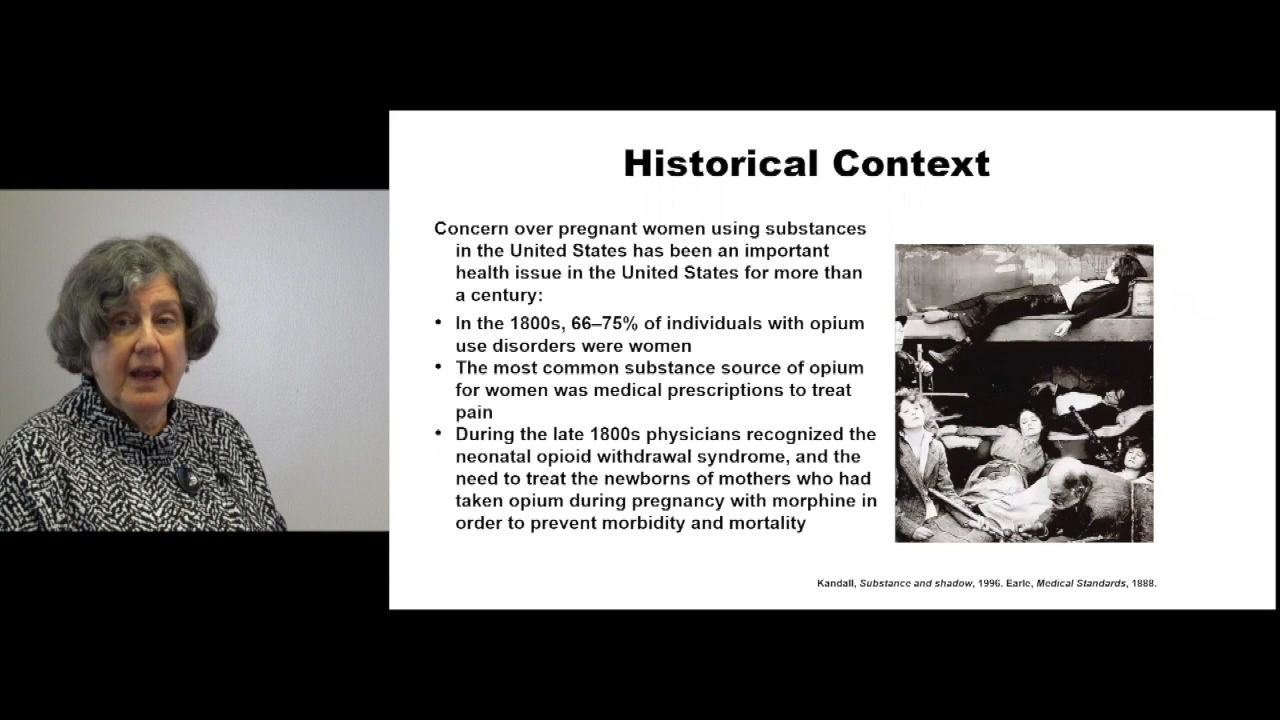 Historical Context
Concern over pregnant women using substances
in the United States has been an important
health issue in the United States for more than
a century:
• In the 1800s, 66–75% of individuals with opium
use disorders were women
• The most common substance source of opium
for women was medical prescriptions to treat
pain
• During the late 1800s physicians recognized the
neonatal opioid withdrawal syndrome, and the
need to treat the newborns of mothers who had
taken opium during pregnancy with morphine in
order to prevent morbidity and mortality
Kandall, Substance and shadow, 1996. Earle, Medical Standards, 1888.